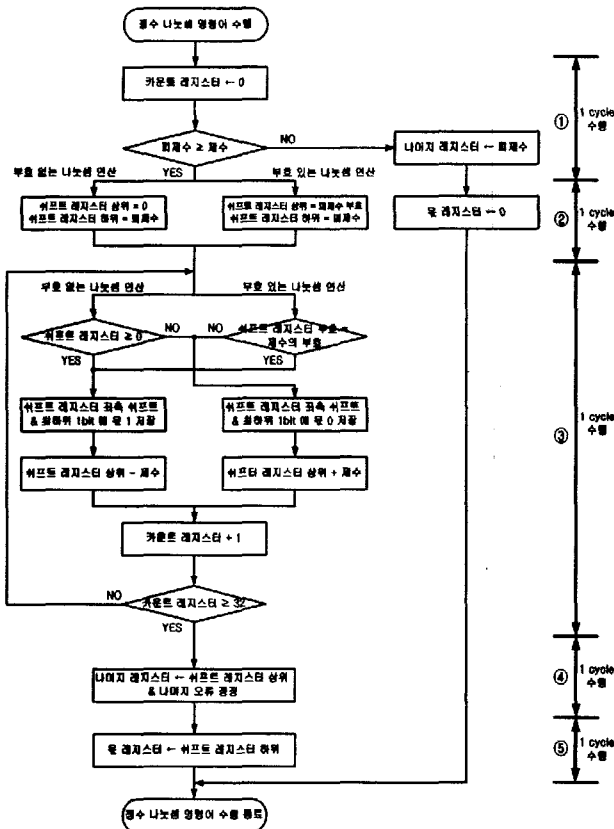 정수 나눗셈 명령어 수행
카운트 레지스터 ← 0
피제수 ≥ 제수
NO
YES
나머지 레지스터 ← 피제수
①
1 cycle
수행
부호 없는 나눗셈 연산
부호 있는 나눗셈 연산
쉬프트 레지스터 상위 = 0
쉬프트 레지스터 하위 = 피제수
쉬프트 레지스터 상위 = 피제수 부호
쉬프트 레지스터 하위 = 피제수
몫 레지스터 ← 0
②
1 cycle
수행
부호 없는 나눗셈 연산
부호 있는 나눗셈 연산
쉬프트 레지스터 ≥ 0
NO
NO
쉬프트 레지스터 부호 =
제수의 부호
YES
YES
쉬프트 레지스터 좌측 쉬프트
& 최하위 1bit 에 몫 1 저장
쉬프트 레지스터 좌측 쉬프트
& 최하위 1bit 에 몫 0 저장
③
1 cycle
수행
쉬프트 레지스터 상위 - 제수
쉬프터 레지스터 상위 + 제수
카운트 레지스터 + 1
NO
카운트 레지스터 ≥ 32
YES
나머지 레지스터 ← 쉬프트 레지스터 상위
& 나머지 오류 정정
④
1 cycle
수행
몫 레지스터 ← 쉬프트 레지스터 하위
⑤
1 cycle
수행
정수 나눗셈 명령어 수행 종료